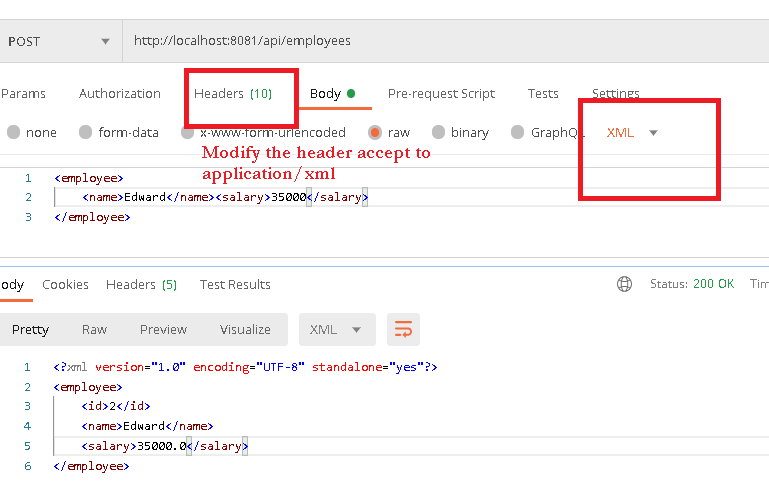 POST http://localhost:8081/api/employees
Params Authorization Headers (10) Body Pre-request Script Tests Settings
none form-data x-www-form-urlencoded raw binary GraphQL XML
Modify the header accept to
application/xml
1 <employee>
2 <name>Edward</name><salary>35000</salary>
3 </employee>
ody Cookies Headers (5) Test Results Status: 200 OK Tim
Pretty Raw Preview Visualize XML
1 <?xml version="1.0" encoding="UTF-8" standalone="yes"?>
2 <employee>
3 <id>2</id>
4 <name>Edward</name>
5 <salary>35000.0</salary>
6 </employee>